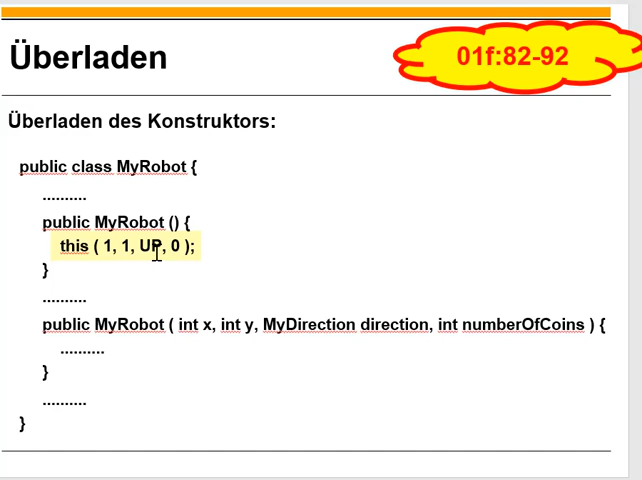 Überladen
01f:82-92
Überladen des Konstruktors:
public class MyRobot {
..........
public MyRobot () {
this ( 1, 1, UP, 0 );
}
..........
public MyRobot ( int x, int y, MyDirection direction, int numberOfCoins ) {
..........
}
..........
}